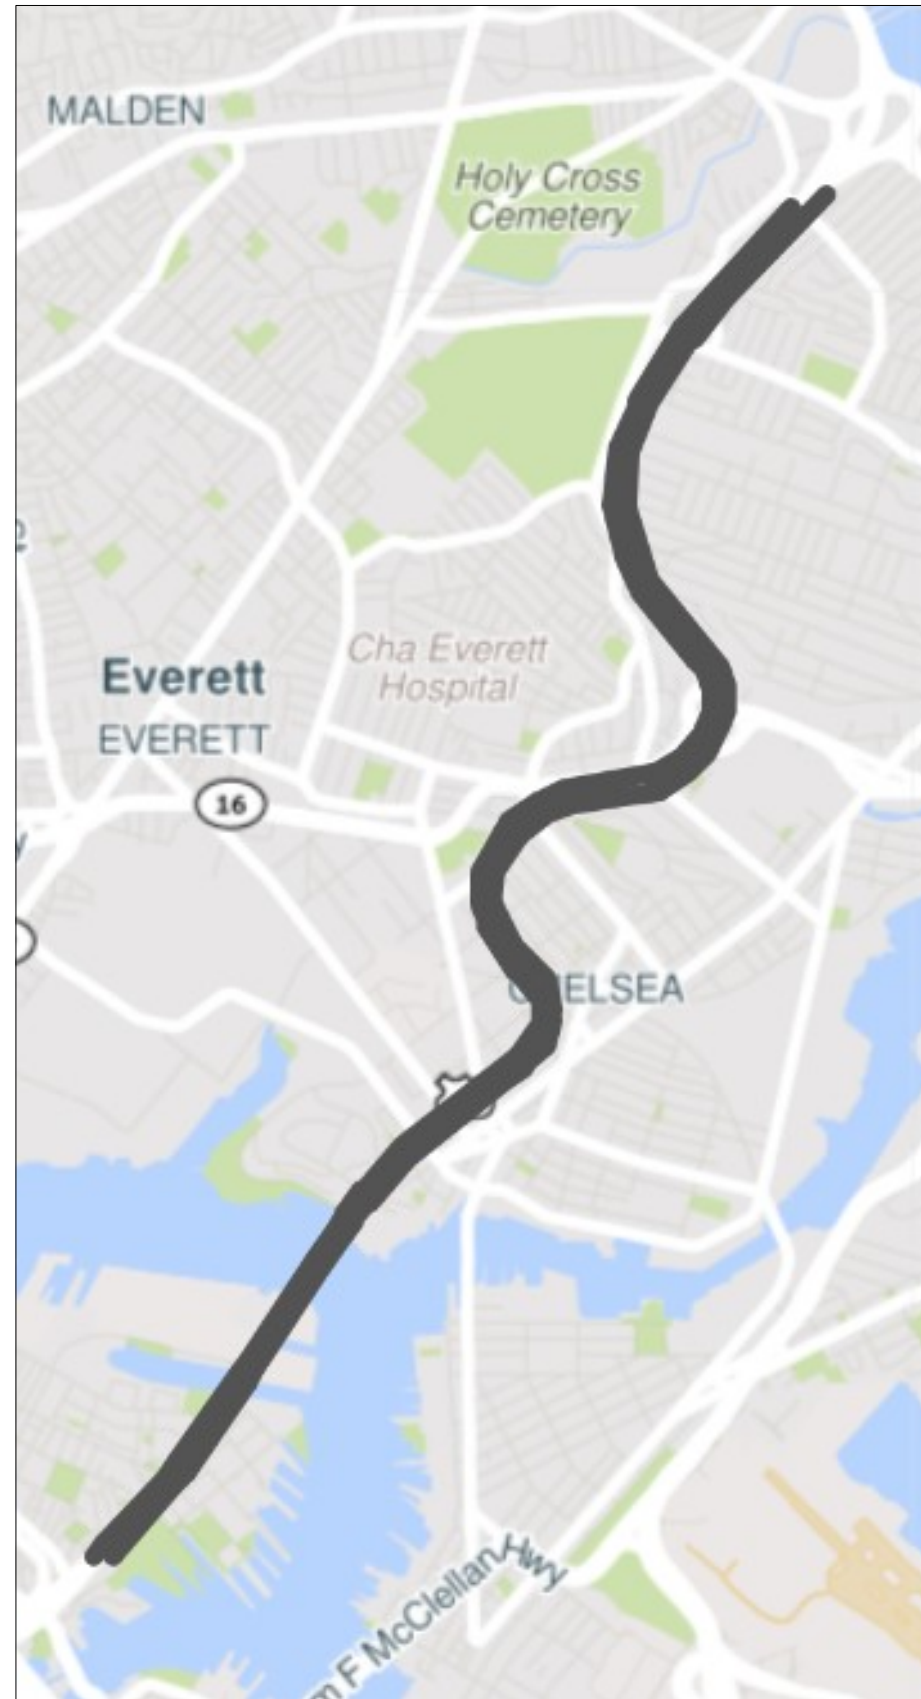 MALDEN
Holy Cross
Cemetery
Cha Everett
Hospital
Everett
EVERETT
16
ELSEA
m F McClellan Hwy